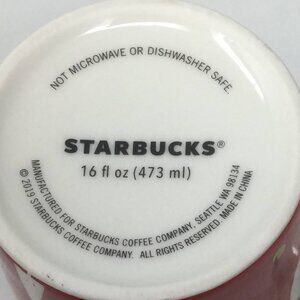 NOT MICROWAVE OR DISHWASHER SAFE.
STARBUCKS®
16 fl oz (473 ml)
MANUFACTURED FOR STARBUCKS COFFEE COMPANY, SEATTLE WA 98134
© 2019 STARBUCKS COFFEE COMPANY. ALL RIGHTS RESERVED. MADE IN CHINA